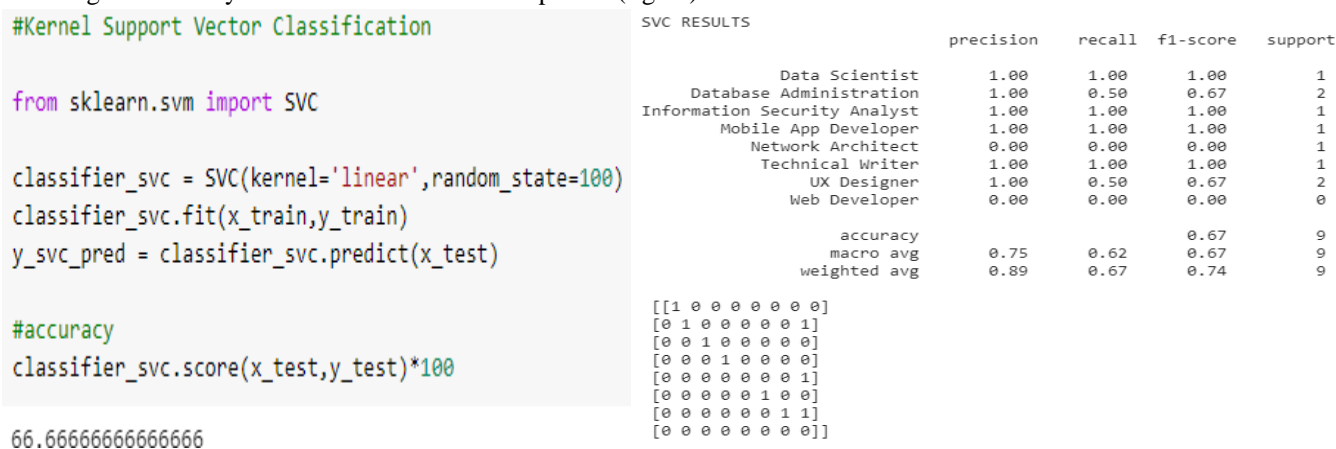 #Kernel Support Vector Classification
from sklearn.svm import SVC
classifier_svc = SVC(kernel='linear',random_state=100)
classifier_svc.fit(x_train,y_train)
y_svc_pred = classifier_svc.predict(x_test)
#accuracy
classifier_svc.score(x_test,y_test)*100
66.66666666666666
SVC RESULTS
precision recall f1-score support
Data Scientist 1.00 1.00 1.00 1
Database Administration 1.00 0.50 0.67 2
Information Security Analyst 1.00 1.00 1.00 1
Mobile App Developer 1.00 1.00 1.00 1
Network Architect 0.00 0.00 0.00 1
Technical Writer 1.00 1.00 1.00 1
UX Designer 1.00 0.50 0.67 2
Web Developer 0.00 0.00 0.00 0
accuracy 0.67 9
macro avg 0.75 0.62 0.67 9
weighted avg 0.89 0.67 0.74 9
[[1 0 0 0 0 0 0 0]
[0 1 0 0 0 0 0 1]
[0 0 1 0 0 0 0 0]
[0 0 0 1 0 0 0 0]
[0 0 0 0 0 0 0 1]
[0 0 0 0 0 1 0 0]
[0 0 0 0 0 0 1 1]
[0 0 0 0 0 0 0 0]]